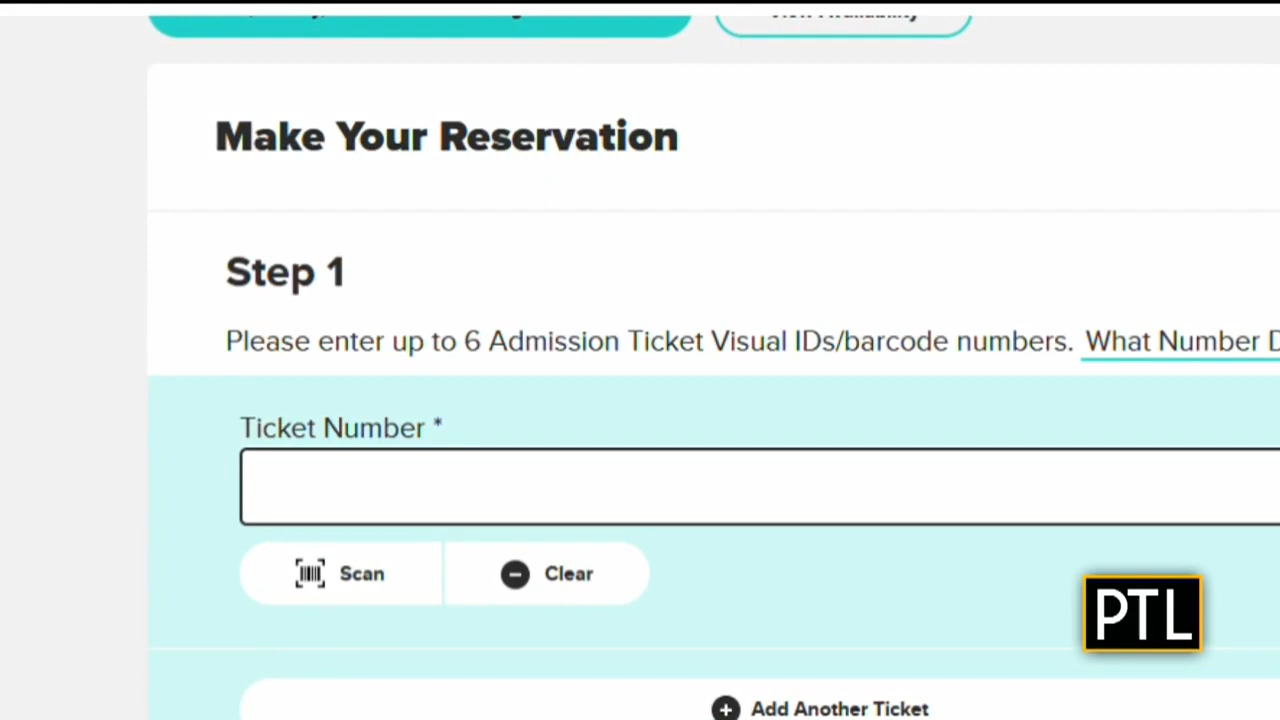 Make Your Reservation
Step 1
Please enter up to 6 Admission Ticket Visual IDs/barcode numbers. What Number
Ticket Number *
Scan
Clear
PTL
Add Another Ticket